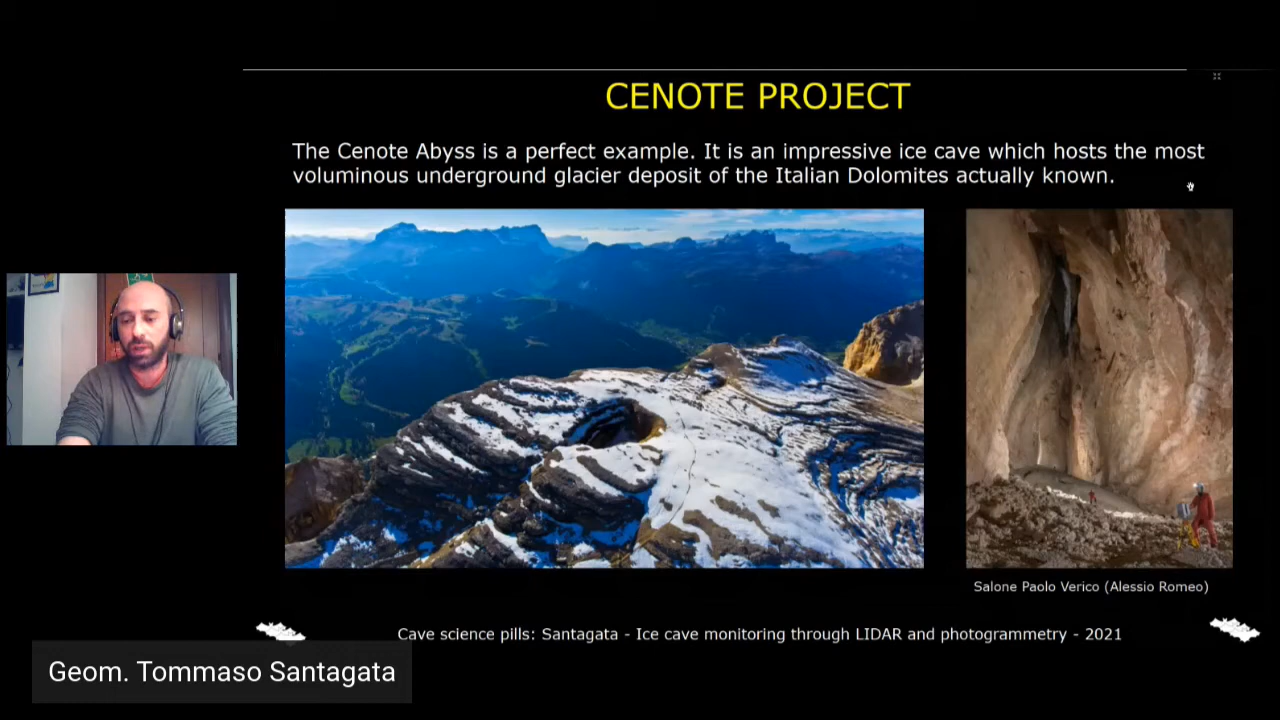 CENOTE PROJECT
The Cenote Abyss is a perfect example. It is an impressive ice cave which hosts the most
voluminous underground glacier deposit of the Italian Dolomites actually known.
Salone Paolo Verico (Alessio Romeo)
Cave science pills: Santagata - Ice cave monitoring through LIDAR and photogrammetry - 2021
Geom. Tommaso Santagata